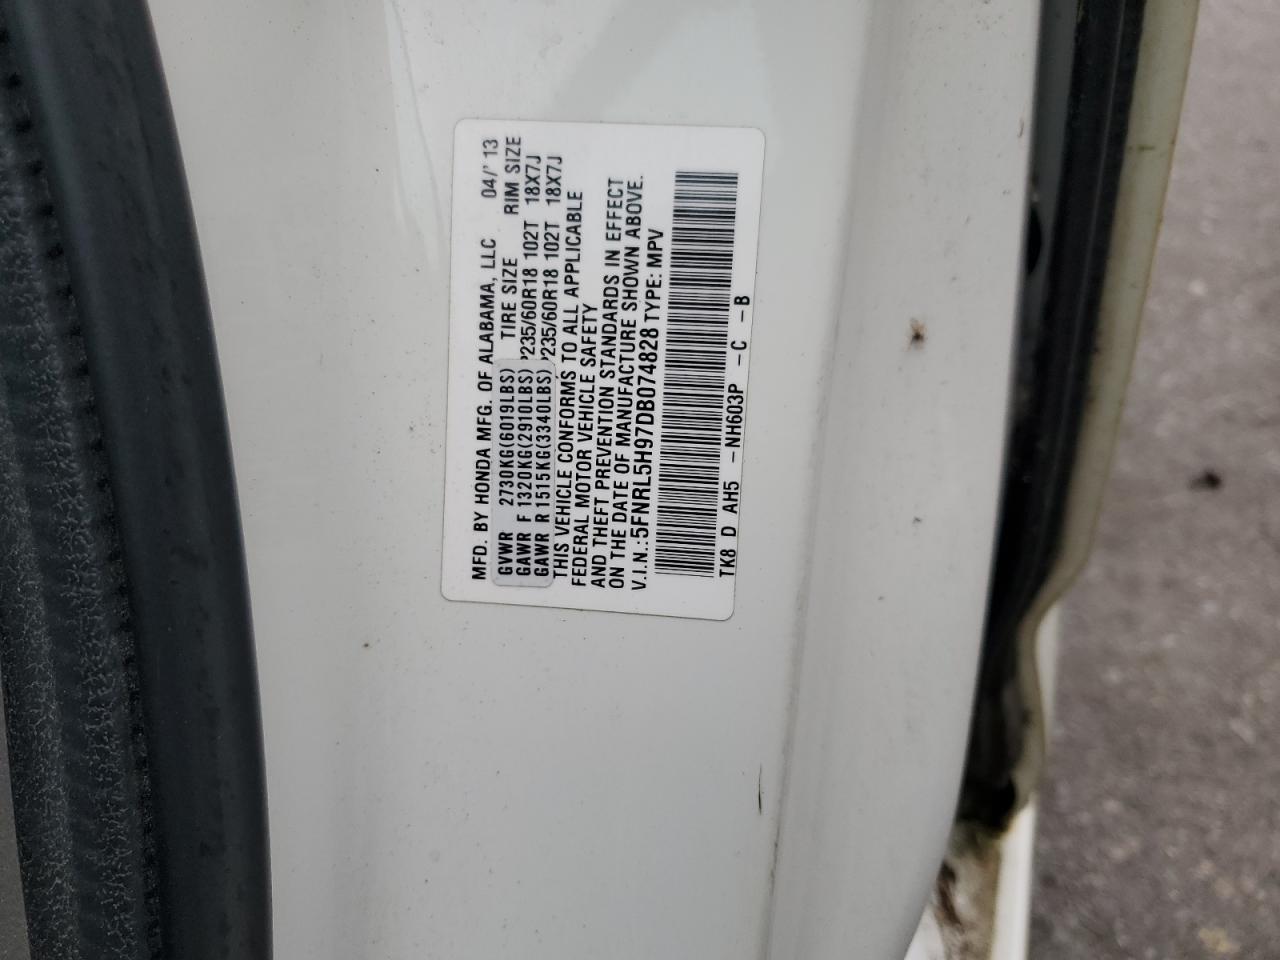 MFD. BY HONDA MFG. OF ALABAMA, LLC 04/'13
GVWR 2730KG(6019LBS) TIRE SIZE RIM SIZE
GAWR F 1320KG(2910LBS) P235/60R18 102T 18X7J
GAWR R 1515KG(3340LBS) P235/60R18 102T 18X7J
THIS VEHICLE CONFORMS TO ALL APPLICABLE
FEDERAL MOTOR VEHICLE SAFETY
AND THEFT PREVENTION STANDARDS IN EFFECT
ON THE DATE OF MANUFACTURE SHOWN ABOVE.
V.I.N.:5FNRL5H97DB074828 TYPE: MPV
TK8 D AH5 -NH603P -C -B